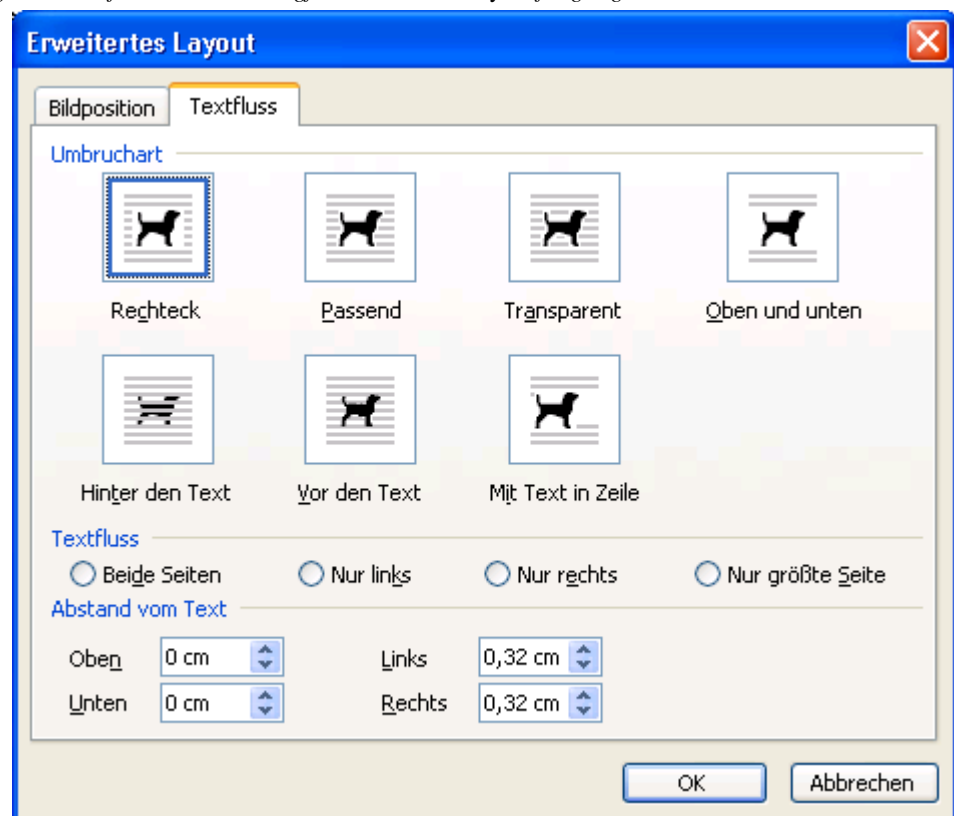 Erweitertes Layout
Bildposition Textfluss
Umbruchart
Rechteck Passend Transparent Oben und unten
Hinter den Text Vor den Text Mit Text in Zeile
Textfluss
Beide Seiten Nur links Nur rechts Nur größte Seite
Abstand vom Text
Oben 0 cm Links 0,32 cm
Unten 0 cm Rechts 0,32 cm
OK Abbrechen